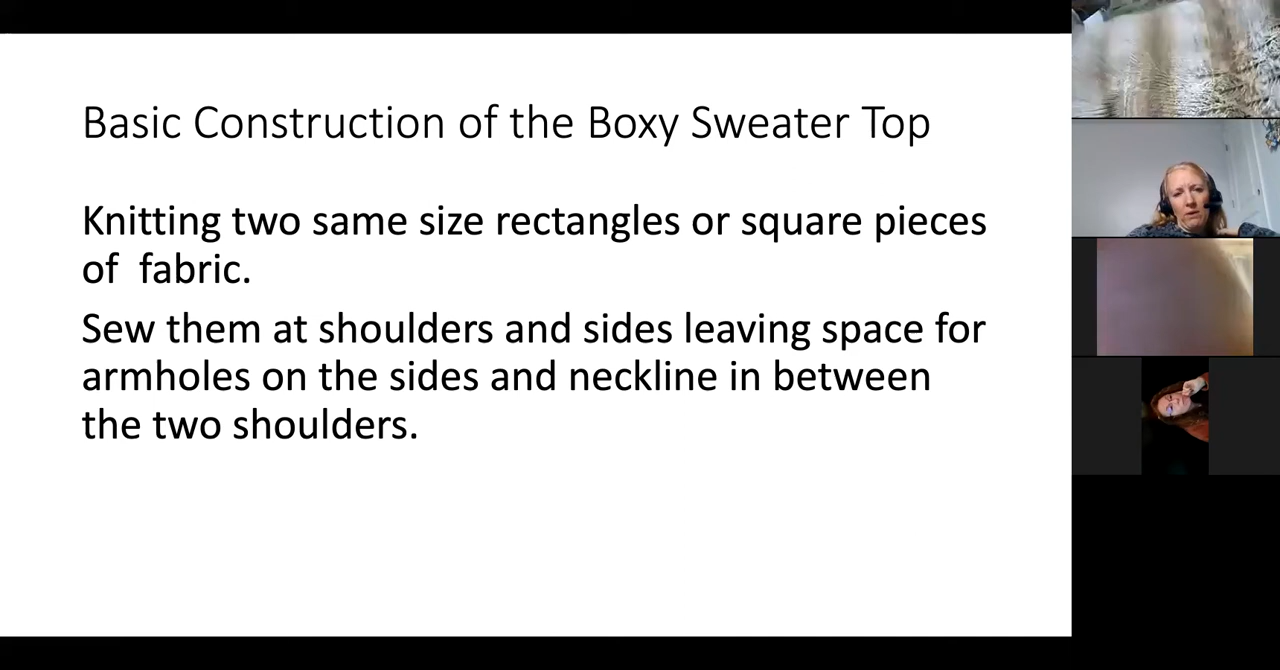 Basic Construction of the Boxy Sweater Top
Knitting two same size rectangles or square pieces
of  fabric.
Sew them at shoulders and sides leaving space for
armholes on the sides and neckline in between
the two shoulders.